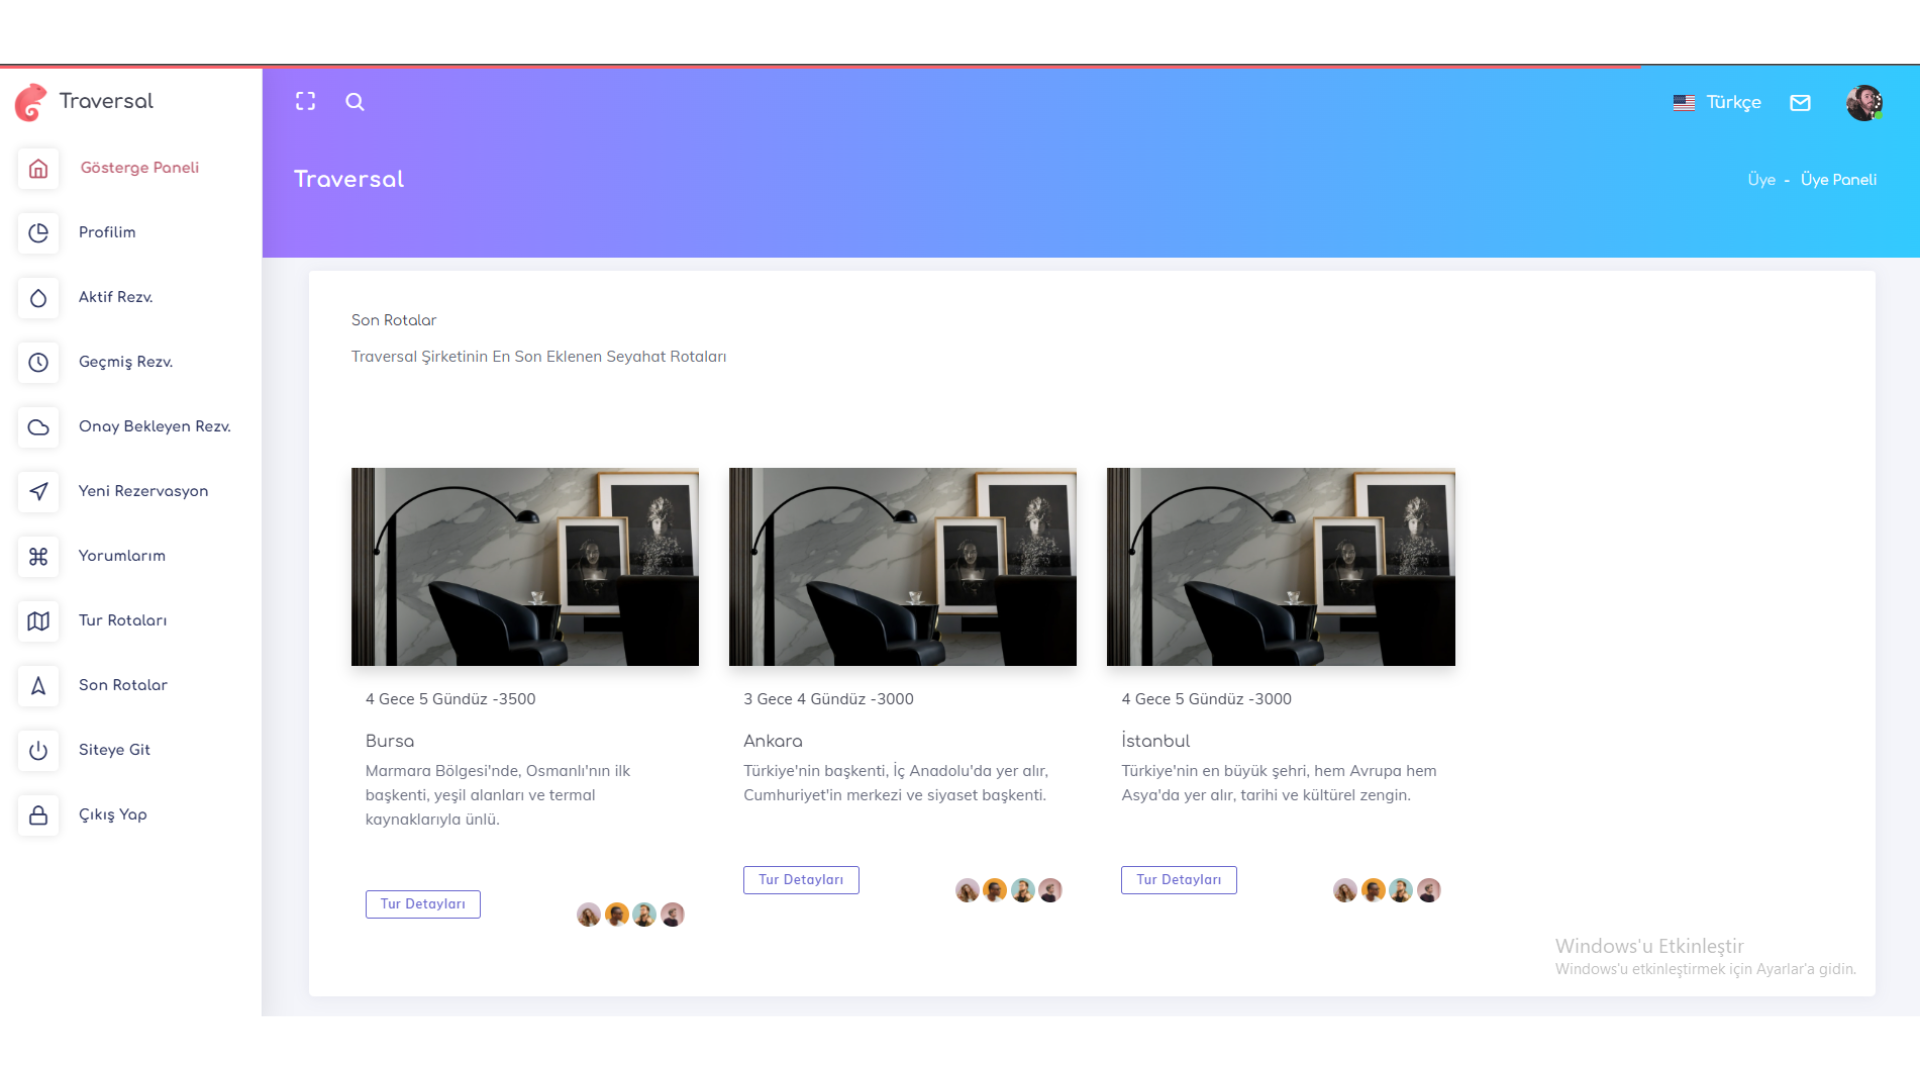 Traversal
Türkçe
Gösterge Paneli
Traversal
Üye - Üye Paneli
Profilim
Aktif Rezv.
Geçmiş Rezv.
Onay Bekleyen Rezv.
Yeni Rezervasyon
Yorumlarım
Tur Rotaları
Son Rotalar
Siteye Git
Çıkış Yap
Son Rotalar
Traversal Şirketinin En Son Eklenen Seyahat Rotaları
4 Gece 5 Gündüz -3500
Bursa
Marmara Bölgesi'nde, Osmanlı'nın ilk
başkenti, yeşil alanları ve termal
kaynaklarıyla ünlü.
Tur Detayları
3 Gece 4 Gündüz -3000
Ankara
Türkiye'nin başkenti, İç Anadolu'da yer alır,
Cumhuriyet'in merkezi ve siyaset başkenti.
Tur Detayları
4 Gece 5 Gündüz -3000
İstanbul
Türkiye'nin en büyük şehri, hem Avrupa hem
Asya'da yer alır, tarihi ve kültürel zengin.
Tur Detayları
Windows'u Etkinleştir
Windows'u etkinleştirmek için Ayarlar'a gidin.